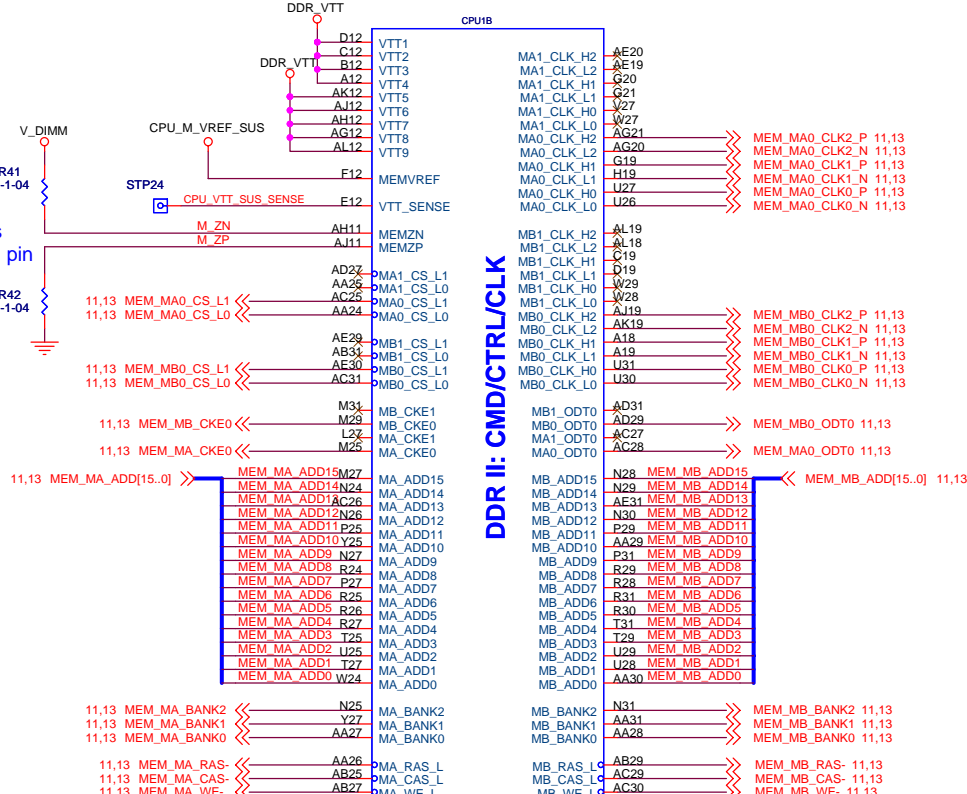 DDR_VTT
CPU1B
D12 VTT1
C12 VTT2 MA1_CLK_H2 AE20
B12 VTT3 MA1_CLK_L2 AE19
DDR_VTT A12 VTT4 MA1_CLK_H1 G20
AK12 VTT5 MA1_CLK_L1 G21
AJ12 VTT6 MA1_CLK_H0 V27
AH12 VTT7 MA1_CLK_L0 W27
V_DIMM CPU_M_VREF_SUS AG12 VTT8 MA0_CLK_H2 AG21 MEM_MA0_CLK2_P 11,13
AL12 VTT9 MA0_CLK_L2 AG20 MEM_MA0_CLK2_N 11,13
MA0_CLK_H1 G19 MEM_MA0_CLK1_P 11,13
R41 F12 MEMVREF MA0_CLK_L1 H19 MEM_MA0_CLK1_N 11,13
-1-04 STP24 MA0_CLK_H0 U27 MEM_MA0_CLK0_P 11,13
CPU_VTT_SUS_SENSE E12 VTT_SENSE MA0_CLK_L0 U26 MEM_MA0_CLK0_N 11,13
M_ZN AH11 MEMZN MB1_CLK_H2 AL19
M_ZP AJ11 MEMZP MB1_CLK_L2 AL18
pin MB1_CLK_H1 C19
AD27 MA1_CS_L1 MB1_CLK_L1 D19
AA25 MA1_CS_L0 MB1_CLK_H0 W29
R42 11,13 MEM_MA0_CS_L1 AC25 MA0_CS_L1 MB1_CLK_L0 W28
-1-04 11,13 MEM_MA0_CS_L0 AA24 MA0_CS_L0 MB0_CLK_H2 AJ19 MEM_MB0_CLK2_P 11,13
MB0_CLK_L2 AK19 MEM_MB0_CLK2_N 11,13
AE29 MB1_CS_L1 MB0_CLK_H1 A18 MEM_MB0_CLK1_P 11,13
AB31 MB1_CS_L0 MB0_CLK_L1 A19 MEM_MB0_CLK1_N 11,13
11,13 MEM_MB0_CS_L1 AE30 MB0_CS_L1 MB0_CLK_H0 U31 MEM_MB0_CLK0_P 11,13
11,13 MEM_MB0_CS_L0 AC31 MB0_CS_L0 MB0_CLK_L0 U30 MEM_MB0_CLK0_N 11,13
DDR II: CMD/CTRL/CLK
M31 MB_CKE1 MB1_ODT0 AD31
11,13 MEM_MB_CKE0 M29 MB_CKE0 MB0_ODT0 AD29 MEM_MB0_ODT0 11,13
L27 MA_CKE1 MA1_ODT0 AC27
11,13 MEM_MA_CKE0 M25 MA_CKE0 MA0_ODT0 AC28 MEM_MA0_ODT0 11,13
11,13 MEM_MA_ADD[15..0] MEM_MA_ADD15 M27 MA_ADD15 MB_ADD15 N28 MEM_MB_ADD15 MEM_MB_ADD[15..0] 11,13
MEM_MA_ADD14 N24 MA_ADD14 MB_ADD14 N29 MEM_MB_ADD14
MEM_MA_ADD13 AC26 MA_ADD13 MB_ADD13 AE31 MEM_MB_ADD13
MEM_MA_ADD12 N26 MA_ADD12 MB_ADD12 N30 MEM_MB_ADD12
MEM_MA_ADD11 P25 MA_ADD11 MB_ADD11 P29 MEM_MB_ADD11
MEM_MA_ADD10 Y25 MA_ADD10 MB_ADD10 AA29 MEM_MB_ADD10
MEM_MA_ADD9 N27 MA_ADD9 MB_ADD9 P31 MEM_MB_ADD9
MEM_MA_ADD8 R24 MA_ADD8 MB_ADD8 R29 MEM_MB_ADD8
MEM_MA_ADD7 P27 MA_ADD7 MB_ADD7 R28 MEM_MB_ADD7
MEM_MA_ADD6 R25 MA_ADD6 MB_ADD6 R31 MEM_MB_ADD6
MEM_MA_ADD5 R26 MA_ADD5 MB_ADD5 R30 MEM_MB_ADD5
MEM_MA_ADD4 R27 MA_ADD4 MB_ADD4 T31 MEM_MB_ADD4
MEM_MA_ADD3 T25 MA_ADD3 MB_ADD3 T29 MEM_MB_ADD3
MEM_MA_ADD2 U25 MA_ADD2 MB_ADD2 U29 MEM_MB_ADD2
MEM_MA_ADD1 T27 MA_ADD1 MB_ADD1 U28 MEM_MB_ADD1
MEM_MA_ADD0 W24 MA_ADD0 MB_ADD0 AA30 MEM_MB_ADD0
11,13 MEM_MA_BANK2 N25 MA_BANK2 MB_BANK2 N31 MEM_MB_BANK2 11,13
11,13 MEM_MA_BANK1 Y27 MA_BANK1 MB_BANK1 AA31 MEM_MB_BANK1 11,13
11,13 MEM_MA_BANK0 AA27 MA_BANK0 MB_BANK0 AA28 MEM_MB_BANK0 11,13
11,13 MEM_MA_RAS- AA26 MA_RAS_L MB_RAS_L AB29 MEM_MB_RAS- 11,13
11,13 MEM_MA_CAS- AB25 MA_CAS_L MB_CAS_L AC29 MEM_MB_CAS- 11,13
11,13 MEM_MA_WE- AB27 MA_WE_L MB_WE_L AC30 MEM_MB_WE- 11,13